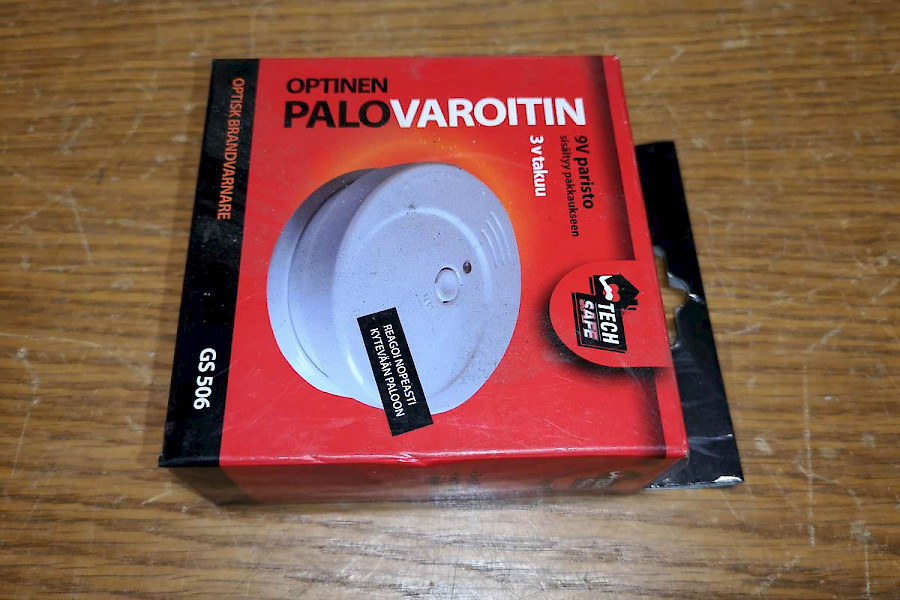 OPTINEN
PALOVAROITIN
OPTISK BRANDVARNARE
9V paristo
sisältyy pakkaukseen
3 v takuu
TECH
SAFE
REAGOI NOPEASTI
KYTEVÄÄN PALOON
GS 506